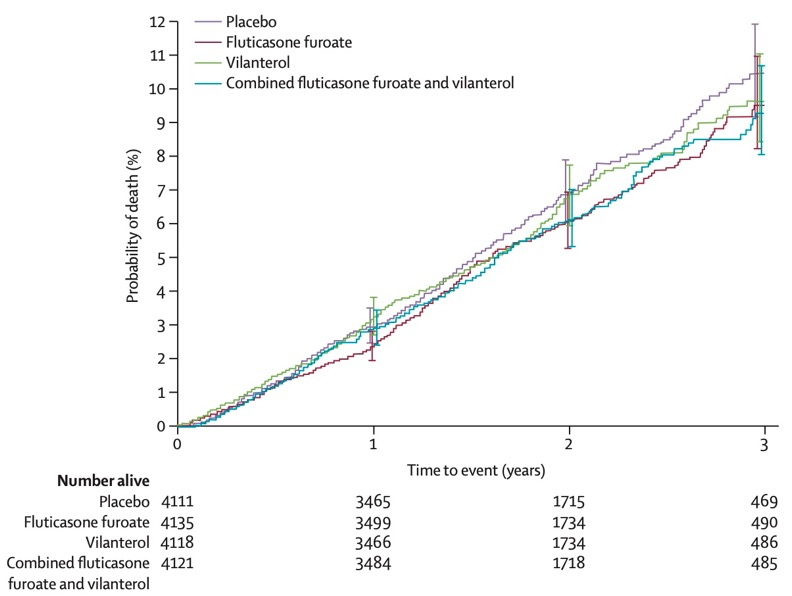 12
11
10
9
8
7
6
5
4
3
2
1
0
Probability of death (%)
Placebo
Fluticasone furoate
Vilanterol
Combined fluticasone furoate and vilanterol
0 1 2 3
Time to event (years)
Number alive
Placebo 4111 3465 1715 469
Fluticasone furoate 4135 3499 1734 490
Vilanterol 4118 3466 1734 486
Combined fluticasone 4121 3484 1718 485
furoate and vilanterol